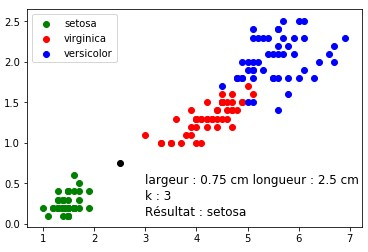 setosa
virginica
versicolor
2.5
2.0
1.5
1.0
0.5
0.0
largeur : 0.75 cm longueur : 2.5 cm
k : 3
Résultat : setosa
1
2
3
4
5
6
7